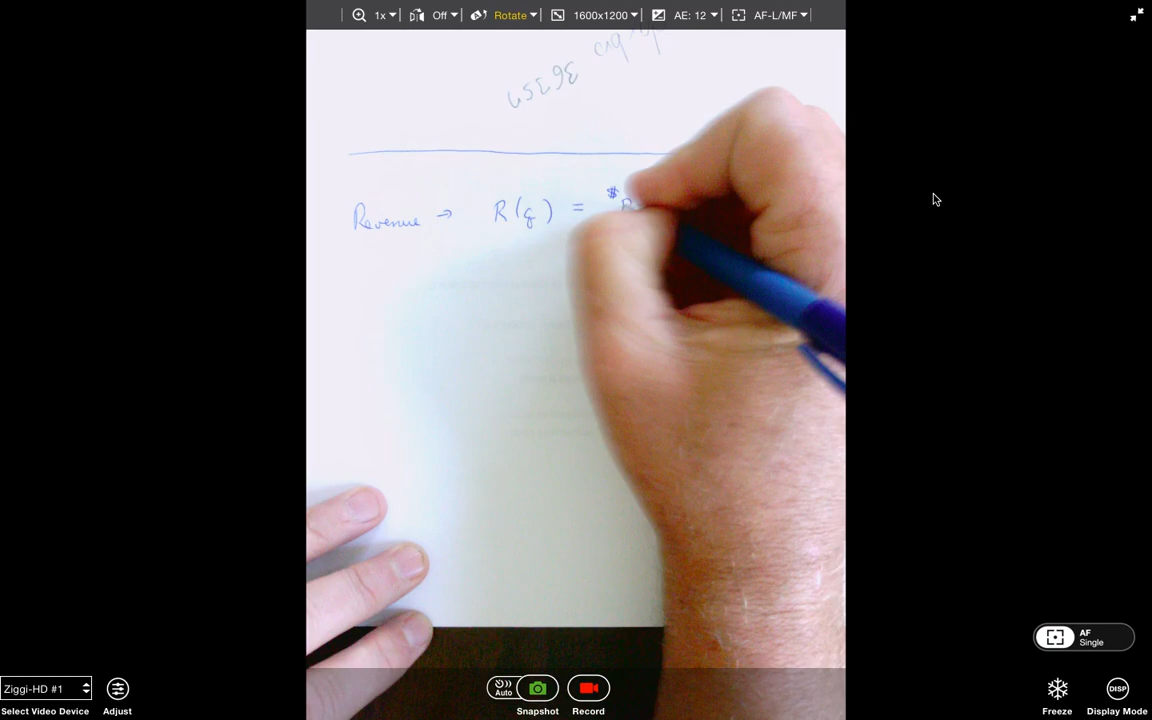 1x Off Rotate 1600x1200 AE: 12 AF-L/MF
Revenue → R(q) = $
AF
Single
Ziggi-HD #1
Select Video Device
Adjust
Auto
Snapshot
Record
Freeze
DISP
Display Mode